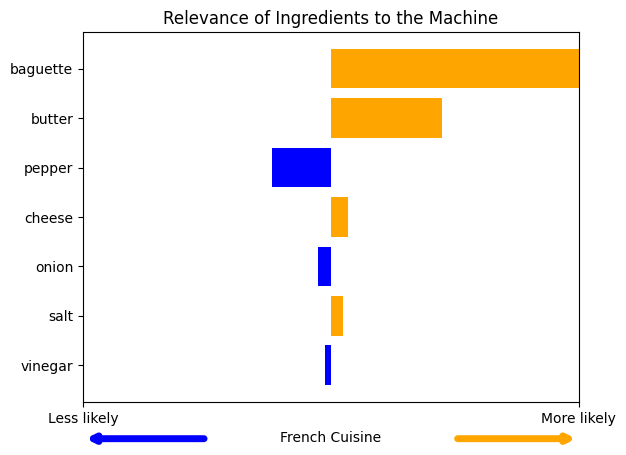 Relevance of Ingredients to the Machine
baguette
butter
pepper
cheese
onion
salt
vinegar
Less likely
More likely
French Cuisine